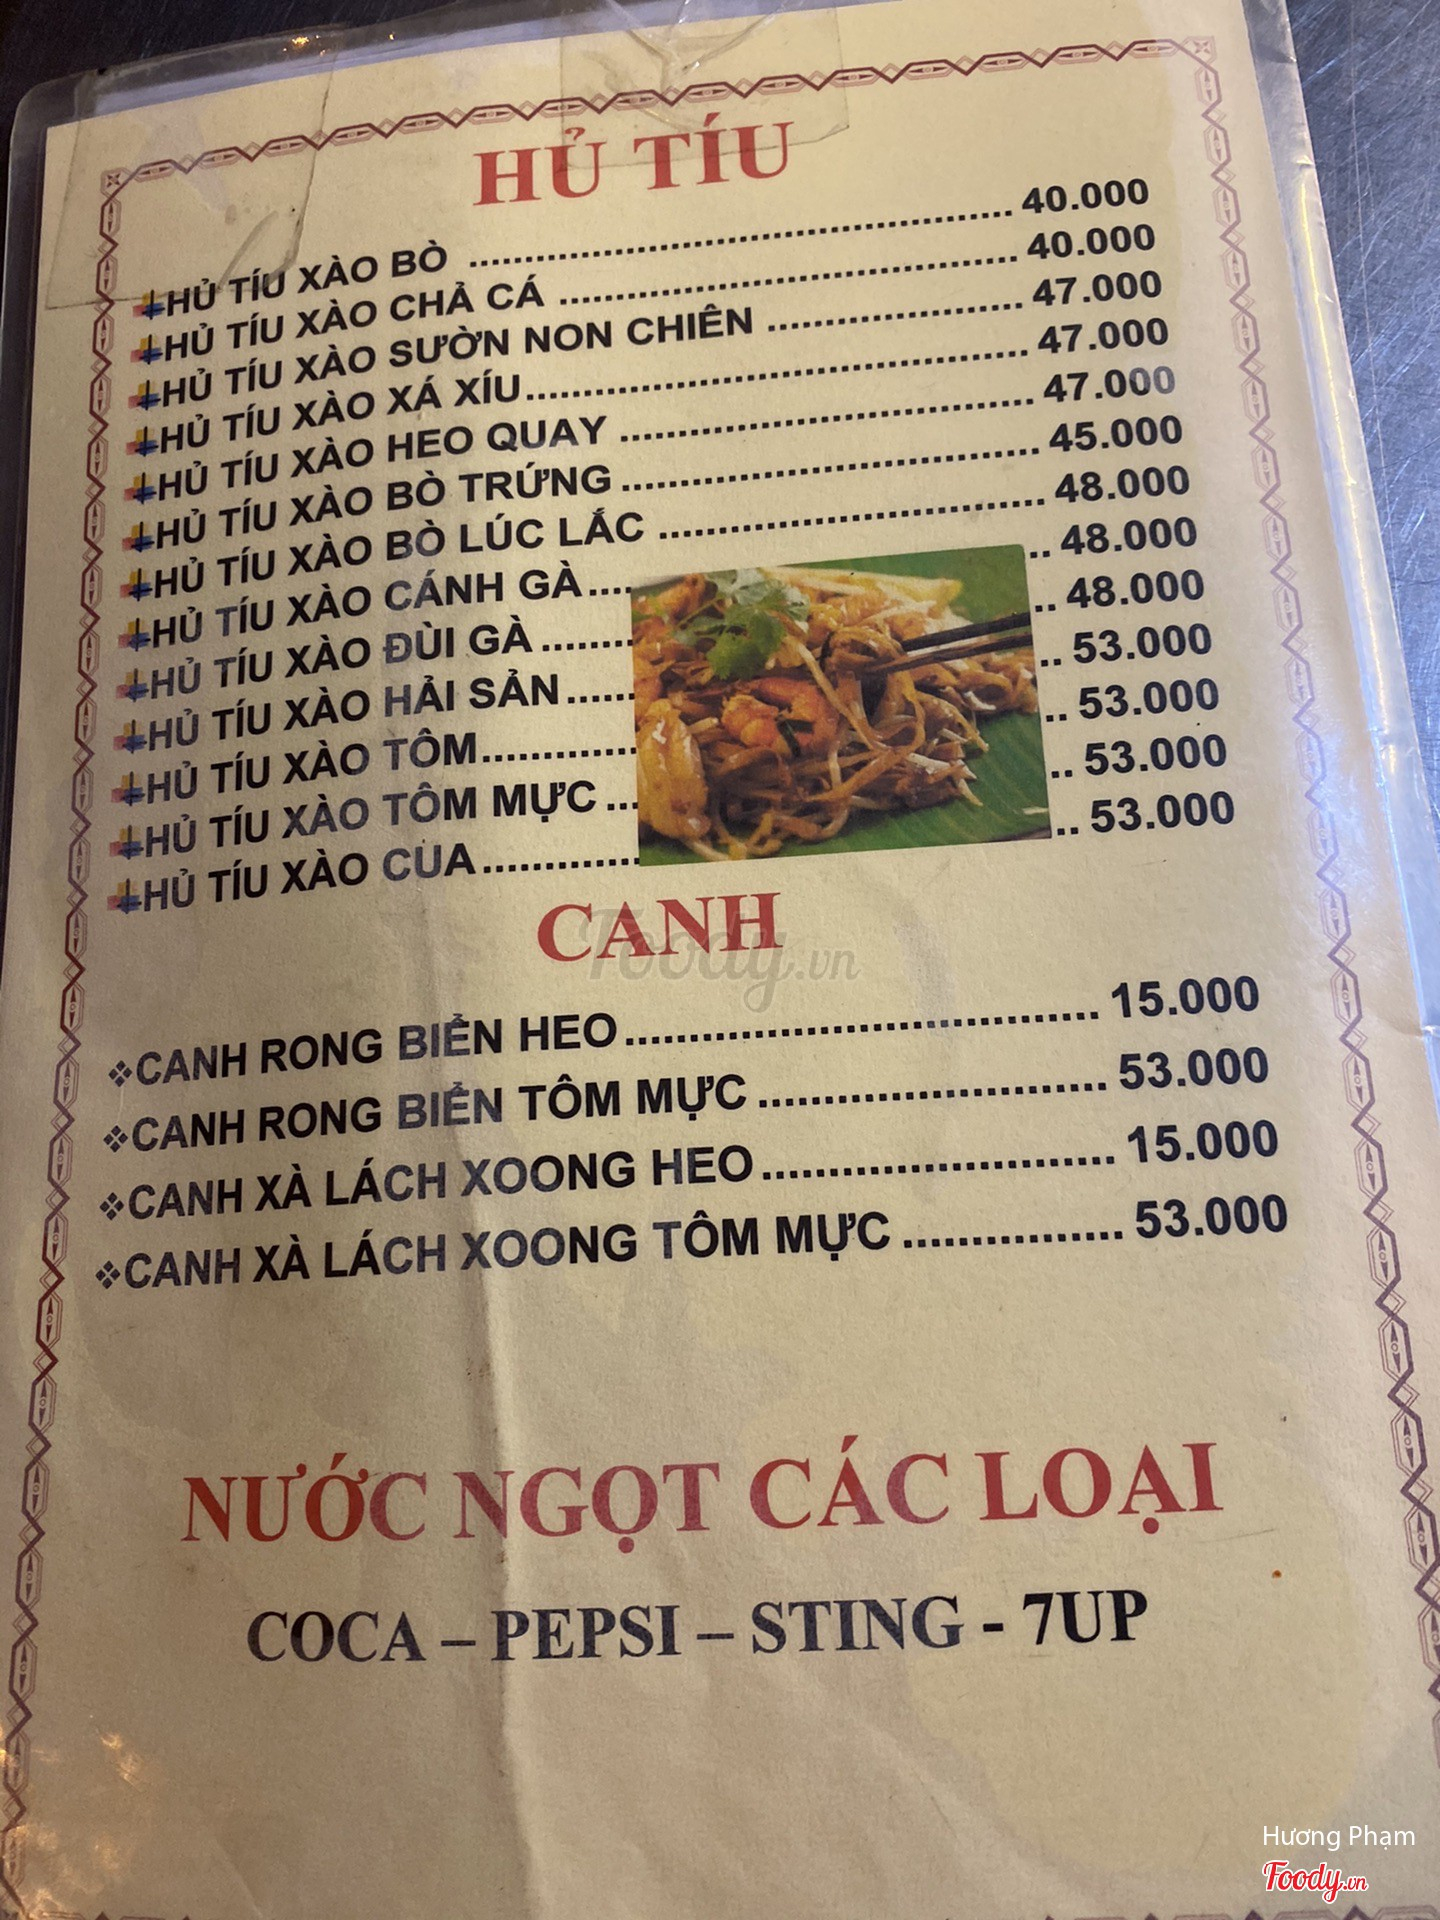 HỦ TÍU
HỦ TÍU XÀO BÒ ........ 40.000
HỦ TÍU XÀO CHẢ CÁ ........ 40.000
HỦ TÍU XÀO SƯỜN NON CHIÊN ........ 47.000
HỦ TÍU XÀO XÁ XÍU ........ 47.000
HỦ TÍU XÀO HEO QUAY ........ 47.000
HỦ TÍU XÀO BÒ TRỨNG ........ 45.000
HỦ TÍU XÀO BÒ LÚC LẮC ........ 48.000
HỦ TÍU XÀO CÁNH GÀ ........ 48.000
HỦ TÍU XÀO ĐÙI GÀ ........ 48.000
HỦ TÍU XÀO HẢI SẢN ........ 53.000
HỦ TÍU XÀO TÔM ........ 53.000
HỦ TÍU XÀO TÔM MỰC ........ 53.000
HỦ TÍU XÀO CUA ........ 53.000
CANH
Foody.vn
CANH RONG BIỂN HEO ........ 15.000
CANH RONG BIỂN TÔM MỰC ........ 53.000
CANH XÀ LÁCH XOONG HEO ........ 15.000
CANH XÀ LÁCH XOONG TÔM MỰC ........ 53.000
NƯỚC NGỌT CÁC LOẠI
COCA – PEPSI – STING - 7UP
Hương Phạm
Foody.vn